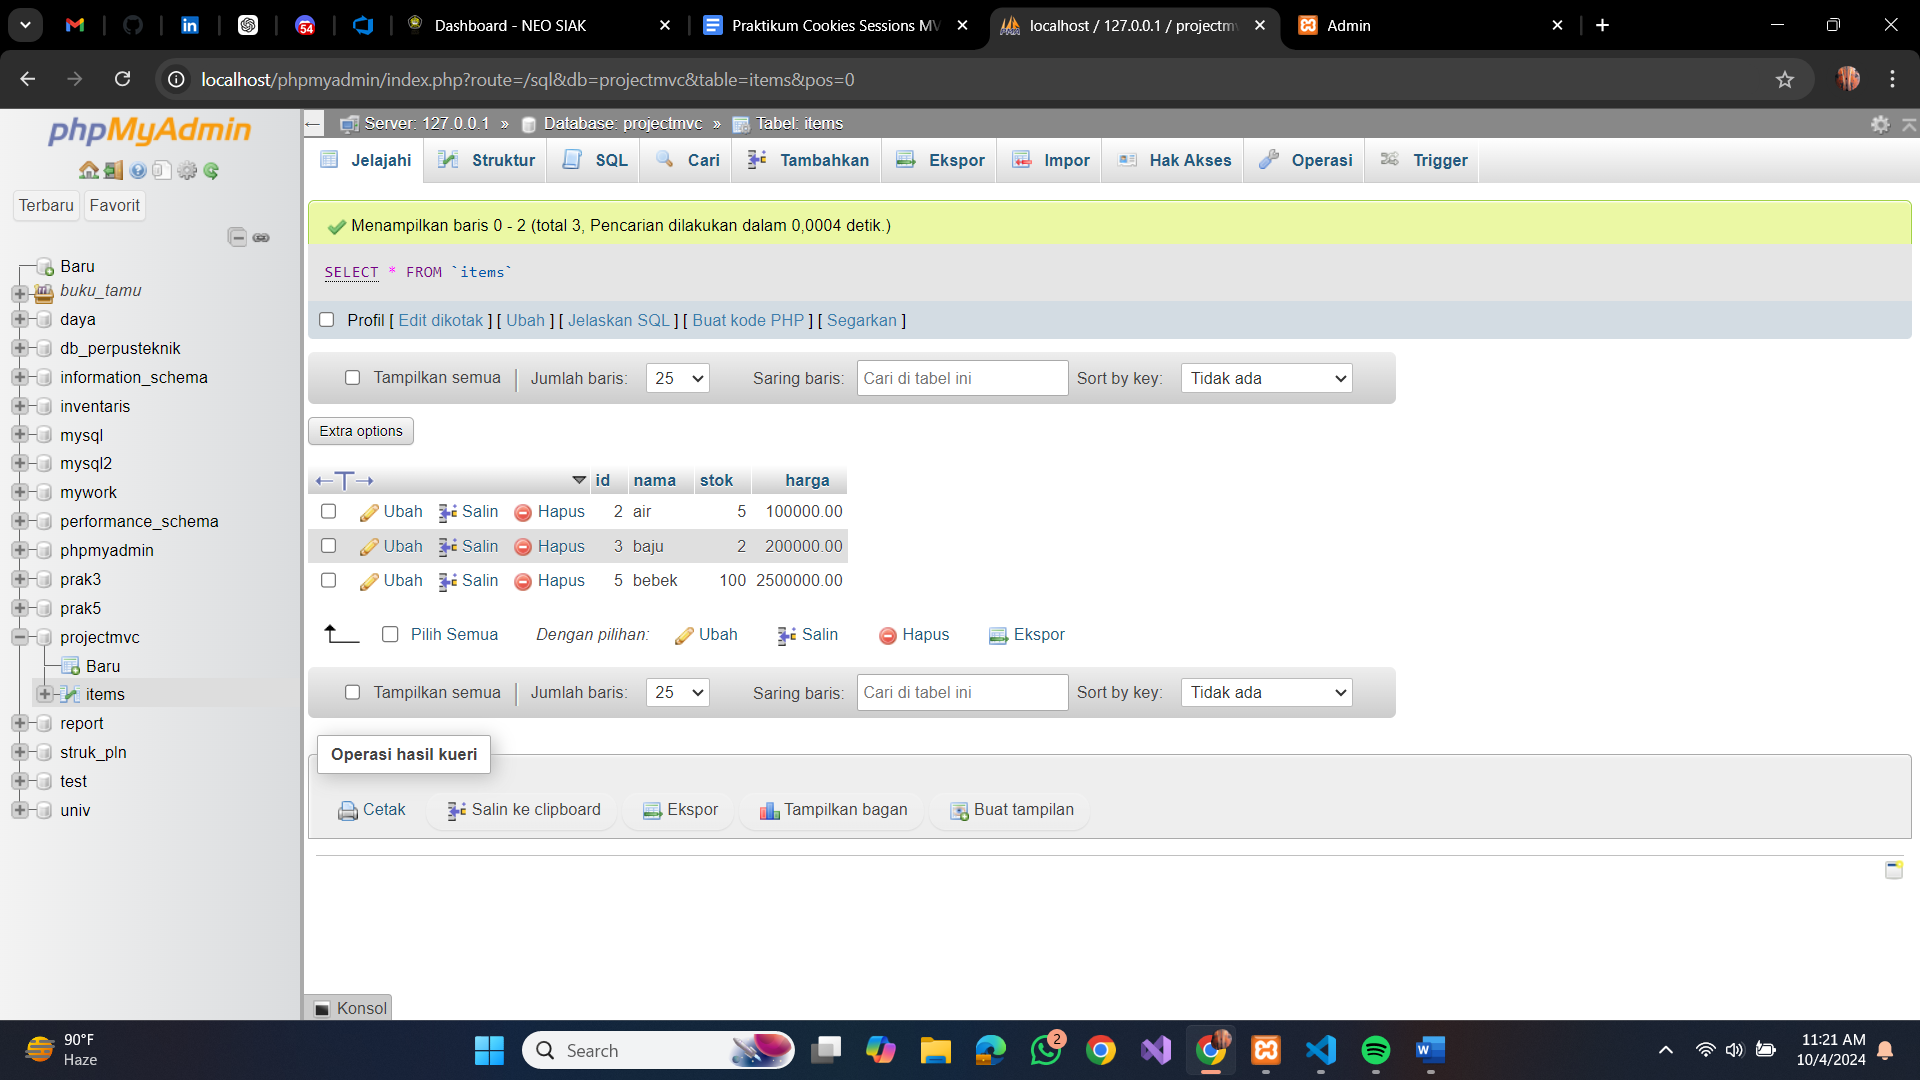 54
Dashboard - NEO SIAK
Praktikum Cookies Sessions MV
localhost / 127.0.0.1 / projectmv
Admin
localhost/phpmyadmin/index.php?route=/sql&db=projectmvc&table=items&pos=0
phpMyAdmin
Terbaru
Favorit
Baru
buku_tamu
daya
db_perpusteknik
information_schema
inventaris
mysql
mysql2
mywork
performance_schema
phpmyadmin
prak3
prak5
projectmvc
Baru
items
report
struk_pln
test
univ
Server: 127.0.0.1 » Database: projectmvc » Tabel: items
Jelajahi Struktur SQL Cari Tambahkan Ekspor Impor Hak Akses Operasi Trigger
Menampilkan baris 0 - 2 (total 3, Pencarian dilakukan dalam 0,0004 detik.)
SELECT * FROM `items`
Profil [ Edit dikotak ] [ Ubah ] [ Jelaskan SQL ] [ Buat kode PHP ] [ Segarkan ]
Tampilkan semua | Jumlah baris: 25 Saring baris: Cari di tabel ini Sort by key: Tidak ada
Extra options
id nama stok harga
Ubah Salin Hapus 2 air 5 100000.00
Ubah Salin Hapus 3 baju 2 200000.00
Ubah Salin Hapus 5 bebek 100 2500000.00
Pilih Semua Dengan pilihan: Ubah Salin Hapus Ekspor
Tampilkan semua | Jumlah baris: 25 Saring baris: Cari di tabel ini Sort by key: Tidak ada
Operasi hasil kueri
Cetak Salin ke clipboard Ekspor Tampilkan bagan Buat tampilan
Konsol
90°F
Haze
Search
2
11:21 AM
10/4/2024